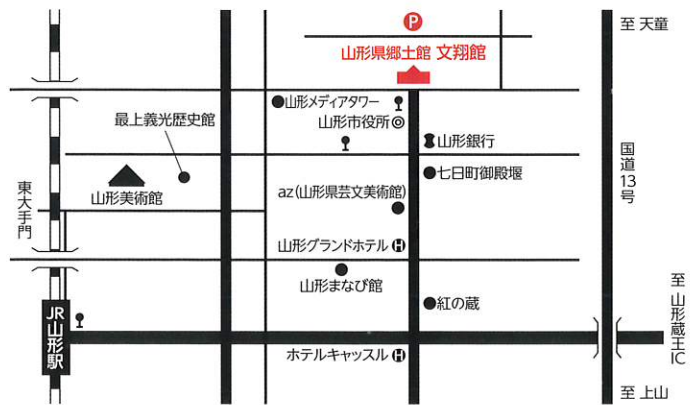 P
至 天童
山形県郷土館 文翔館
山形メディアタワー
最上義光歴史館
山形市役所
山形銀行
国道13号
七日町御殿堰
東大手門
山形美術館
az(山形県芸文美術館)
山形グランドホテル H
山形まなび館
至 山形蔵王IC
紅の蔵
JR山形駅
ホテルキャッスル H
至 上山